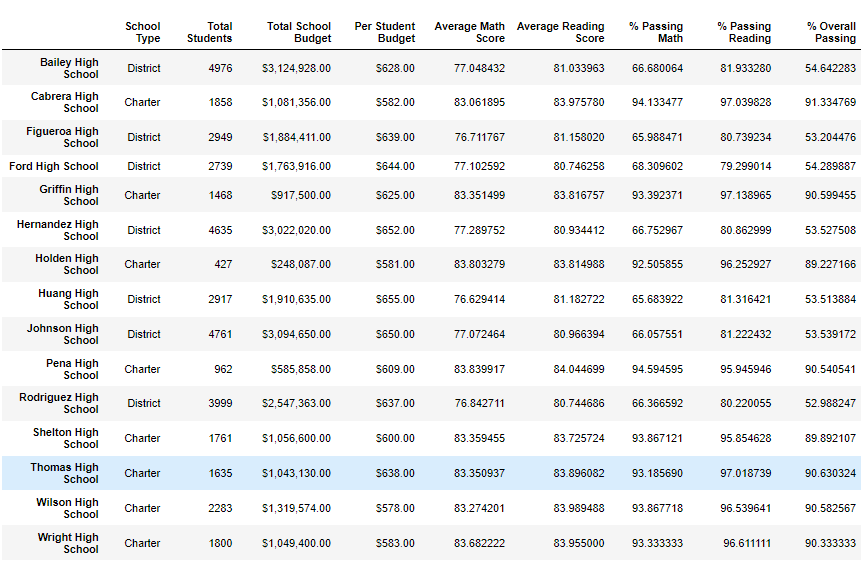 School Type Total Students Total School Budget Per Student Budget Average Math Score Average Reading Score % Passing Math % Passing Reading % Overall Passing
Bailey High School District 4976 $3,124,928.00 $628.00 77.048432 81.033963 66.680064 81.933280 54.642283
Cabrera High School Charter 1858 $1,081,356.00 $582.00 83.061895 83.975780 94.133477 97.039828 91.334769
Figueroa High School District 2949 $1,884,411.00 $639.00 76.711767 81.158020 65.988471 80.739234 53.204476
Ford High School District 2739 $1,763,916.00 $644.00 77.102592 80.746258 68.309602 79.299014 54.289887
Griffin High School Charter 1468 $917,500.00 $625.00 83.351499 83.816757 93.392371 97.138965 90.599455
Hernandez High School District 4635 $3,022,020.00 $652.00 77.289752 80.934412 66.752967 80.862999 53.527508
Holden High School Charter 427 $248,087.00 $581.00 83.803279 83.814988 92.505855 96.252927 89.227166
Huang High School District 2917 $1,910,635.00 $655.00 76.629414 81.182722 65.683922 81.316421 53.513884
Johnson High School District 4761 $3,094,650.00 $650.00 77.072464 80.966394 66.057551 81.222432 53.539172
Pena High School Charter 962 $585,858.00 $609.00 83.839917 84.044699 94.594595 95.945946 90.540541
Rodriguez High School District 3999 $2,547,363.00 $637.00 76.842711 80.744686 66.366592 80.220055 52.988247
Shelton High School Charter 1761 $1,056,600.00 $600.00 83.359455 83.725724 93.867121 95.854628 89.892107
Thomas High School Charter 1635 $1,043,130.00 $638.00 83.350937 83.896082 93.185690 97.018739 90.630324
Wilson High School Charter 2283 $1,319,574.00 $578.00 83.274201 83.989488 93.867718 96.539641 90.582567
Wright High School Charter 1800 $1,049,400.00 $583.00 83.682222 83.955000 93.333333 96.611111 90.333333